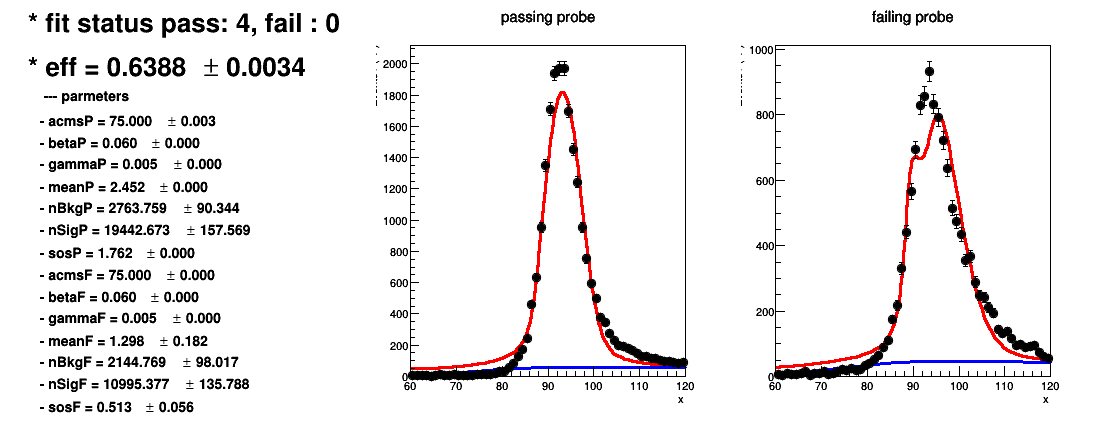 * fit status pass: 4, fail : 0
* eff = 0.6388 ± 0.0034
--- parmeters
- acmsP = 75.000 ± 0.003
- betaP = 0.060 ± 0.000
- gammaP = 0.005 ± 0.000
- meanP = 2.452 ± 0.000
- nBkgP = 2763.759 ± 90.344
- nSigP = 19442.673 ± 157.569
- sosP = 1.762 ± 0.000
- acmsF = 75.000 ± 0.000
- betaF = 0.060 ± 0.000
- gammaF = 0.005 ± 0.000
- meanF = 1.298 ± 0.182
- nBkgF = 2144.769 ± 98.017
- nSigF = 10995.377 ± 135.788
- sosF = 0.513 ± 0.056
passing probe
2000
1800
1600
1400
1200
1000
800
600
400
200
0
60 70 80 90 100 110 120
x
failing probe
1000
800
600
400
200
0
60 70 80 90 100 110 120
x